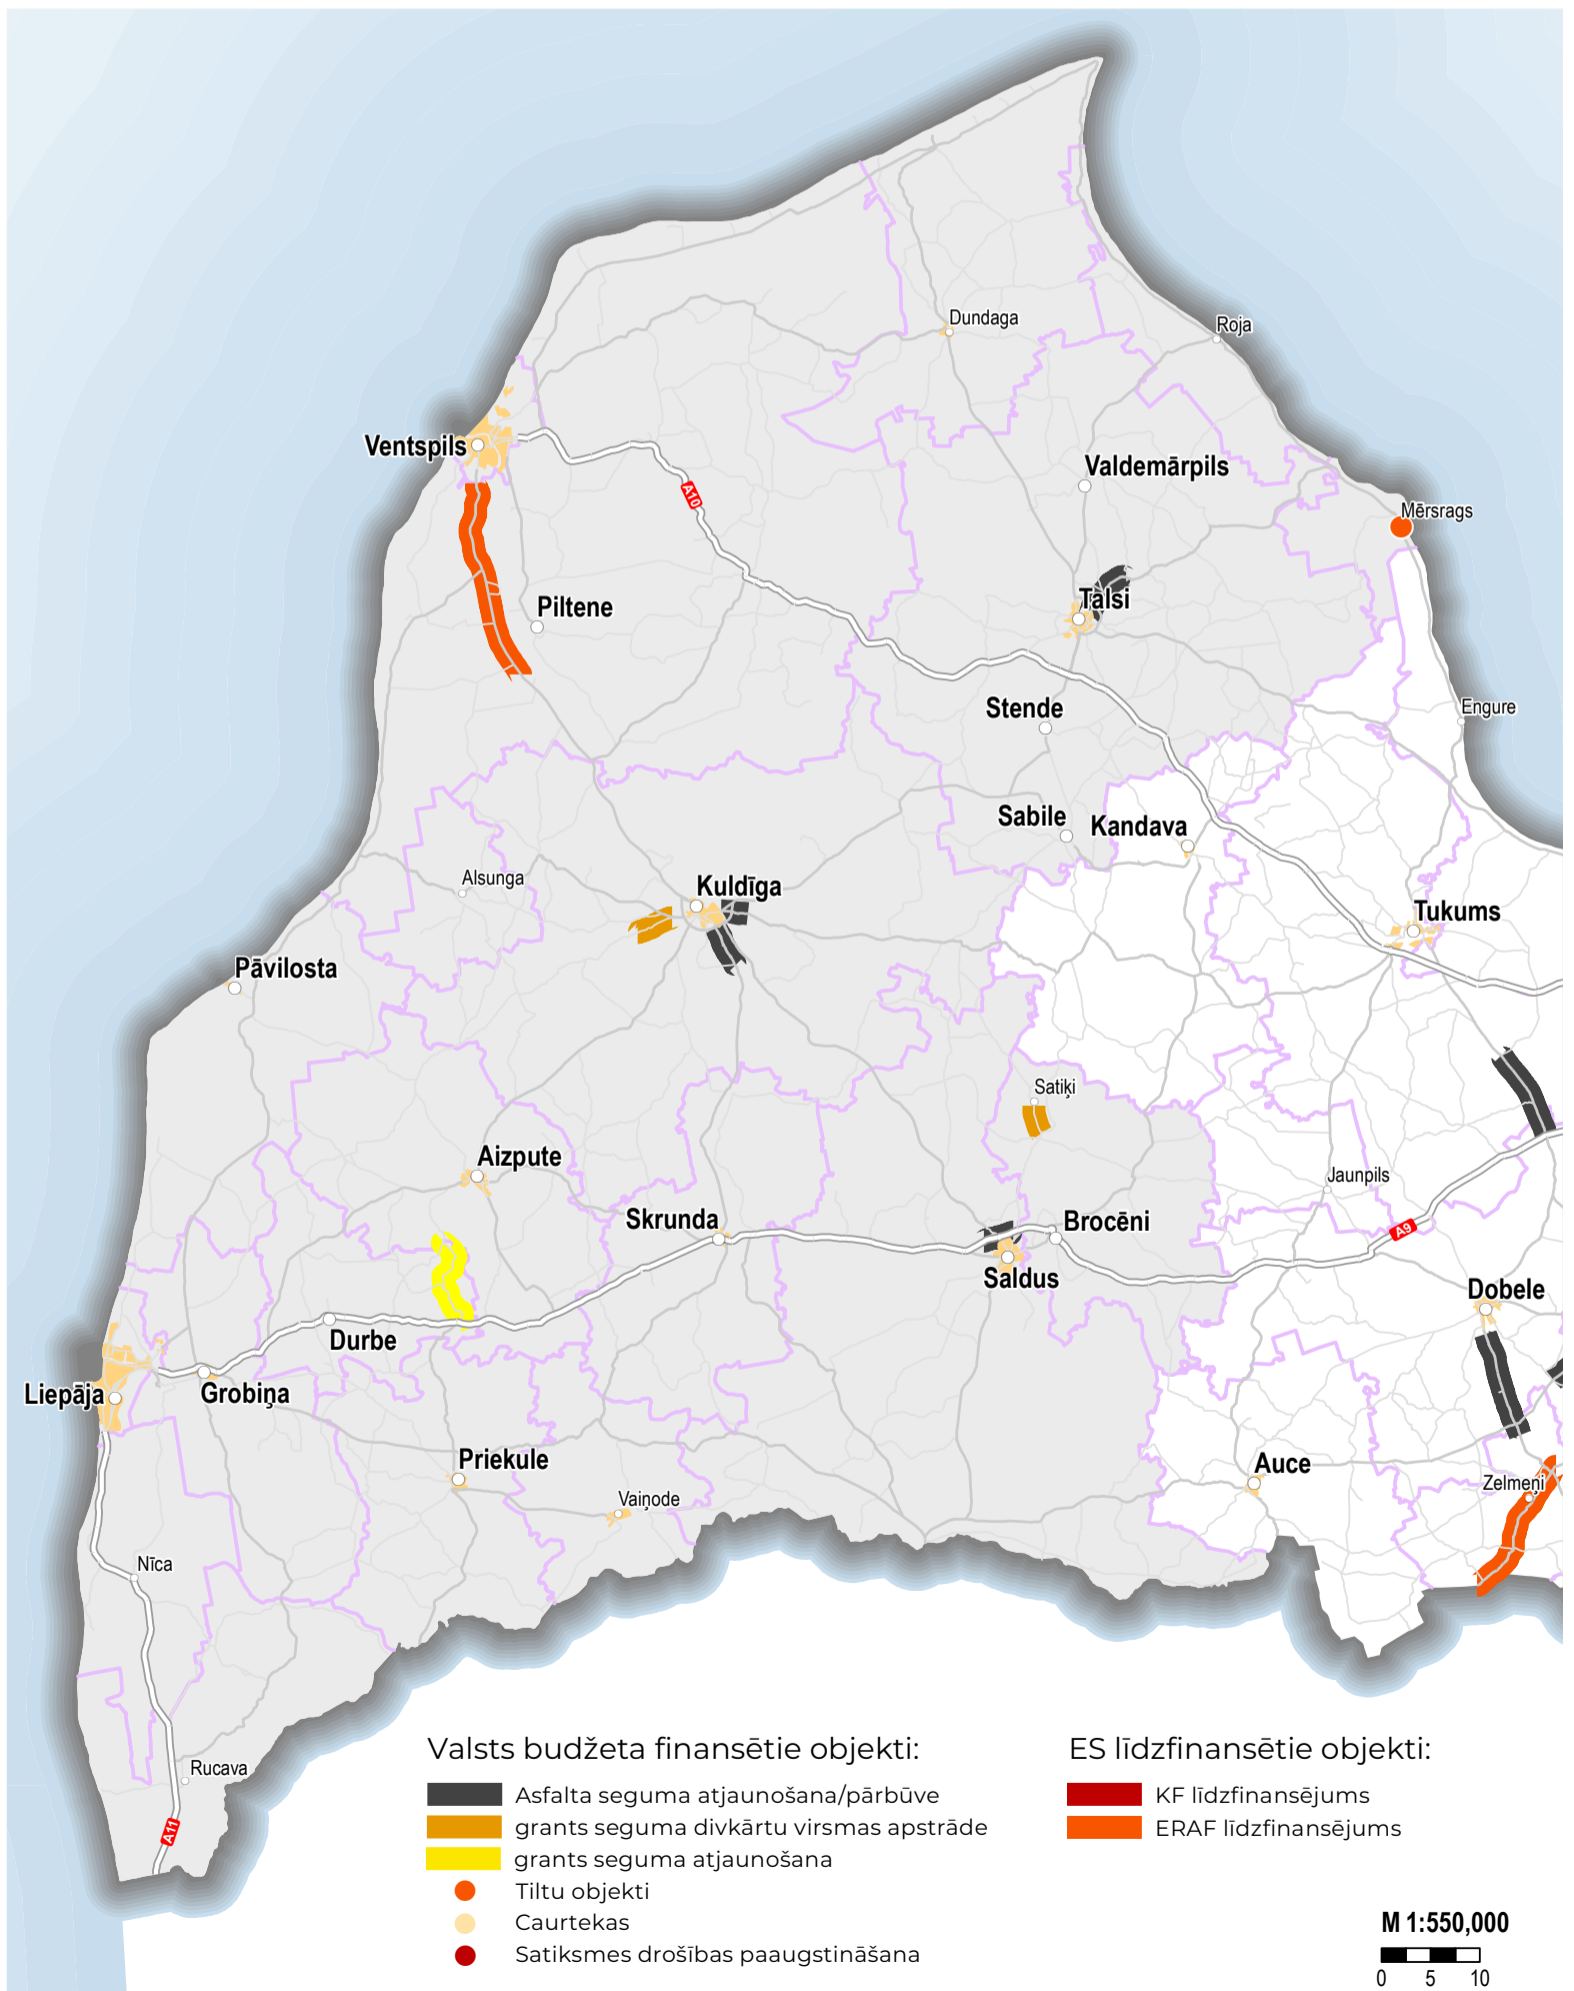 Dundaga
Roja
Ventspils
A10
Valdemārpils
Mērsrags
Piltene
Talsi
Stende
Engure
Sabile
Kandava
Alsunga
Kuldīga
Tukums
Pāvilosta
Satiķi
Aizpute
Jaunpils
Skrunda
Brocēni
A9
Saldus
Dobele
Durbe
Liepāja
Grobiņa
Priekule
Auce
Zelmeņi
Vaiņode
Nīca
Rucava
A11
Valsts budžeta finansētie objekti:
Asfalta seguma atjaunošana/pārbūve
grants seguma divkārtu virsmas apstrāde
grants seguma atjaunošana
Tiltu objekti
Caurtekas
Satiksmes drošības paaugstināšana
ES līdzfinansētie objekti:
KF līdzfinansējums
ERAF līdzfinansējums
M 1:550,000
0 5 10